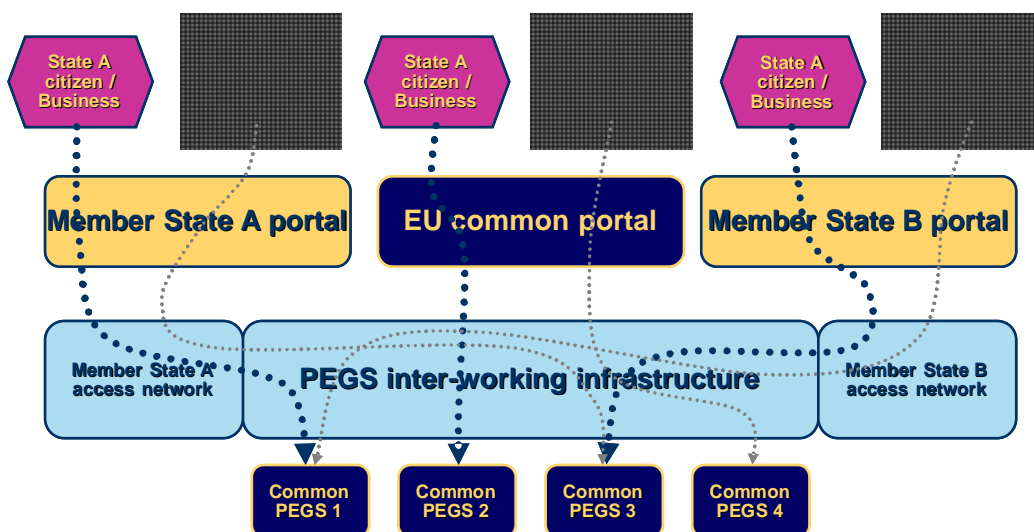 State A
citizen /
Business
State A
citizen /
Business
State A
citizen /
Business
Member State A portal
EU common portal
Member State B portal
Member State A
access network
PEGS inter-working infrastructure
Member State B
access network
Common
PEGS 1
Common
PEGS 2
Common
PEGS 3
Common
PEGS 4